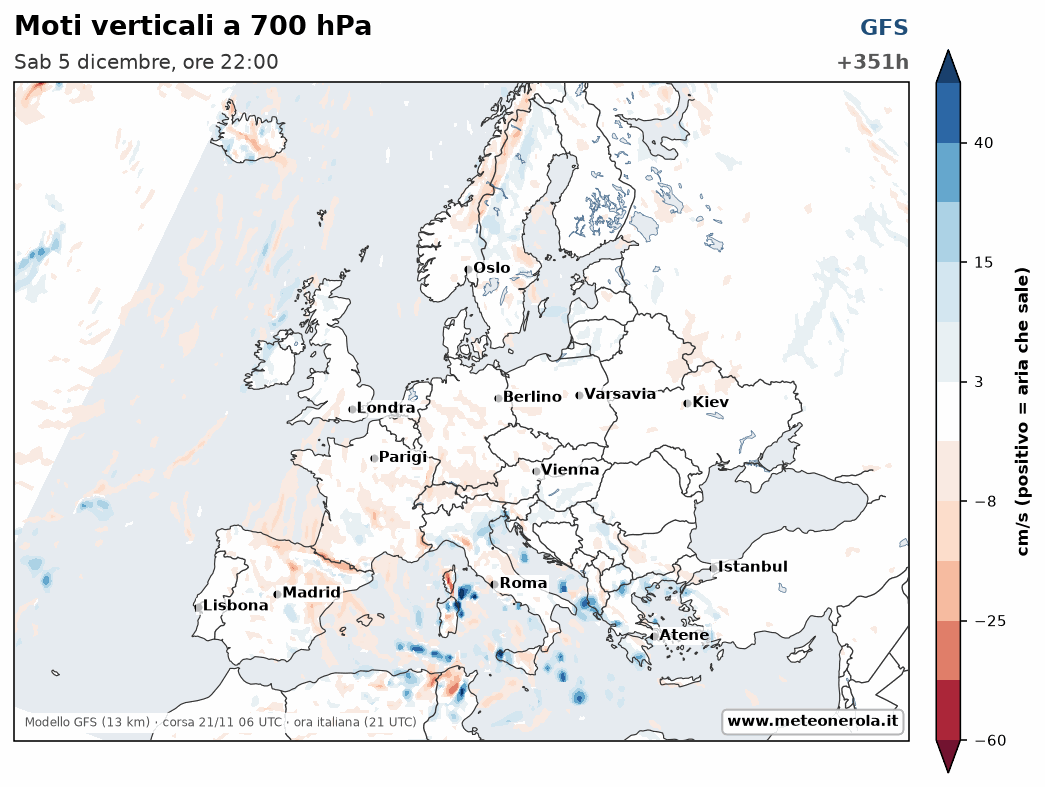 Moti verticali a 700 hPa
GFS
Sab 5 dicembre, ore 22:00
+351h
40
15
3
−8
−25
−60
cm/s (positivo = aria che sale)
Oslo
Berlino
Varsavia
Kiev
Londra
Parigi
Vienna
Istanbul
Roma
Madrid
Lisbona
Atene
Modello GFS (13 km) · corsa 21/11 06 UTC · ora italiana (21 UTC)
www.meteonerola.it